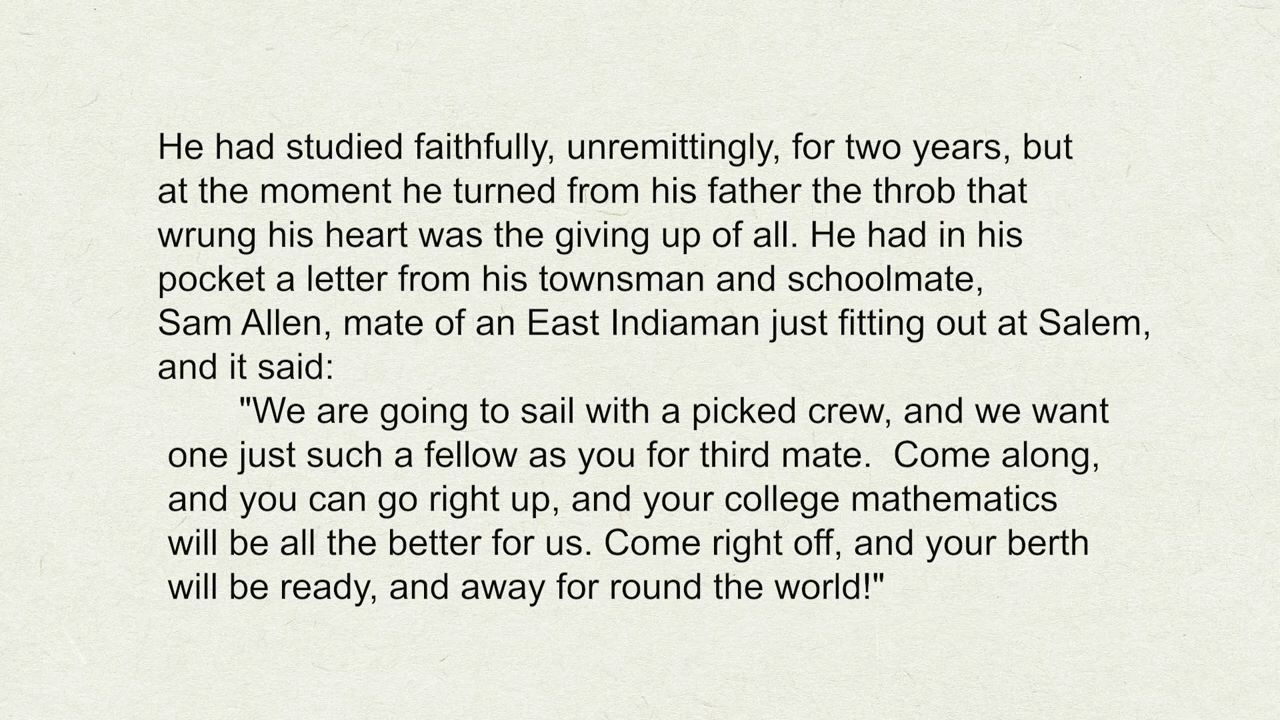 He had studied faithfully, unremittingly, for two years, but
at the moment he turned from his father the throb that
wrung his heart was the giving up of all. He had in his
pocket a letter from his townsman and schoolmate,
Sam Allen, mate of an East Indiaman just fitting out at Salem,
and it said:
"We are going to sail with a picked crew, and we want
one just such a fellow as you for third mate.  Come along,
and you can go right up, and your college mathematics
will be all the better for us. Come right off, and your berth
will be ready, and away for round the world!"